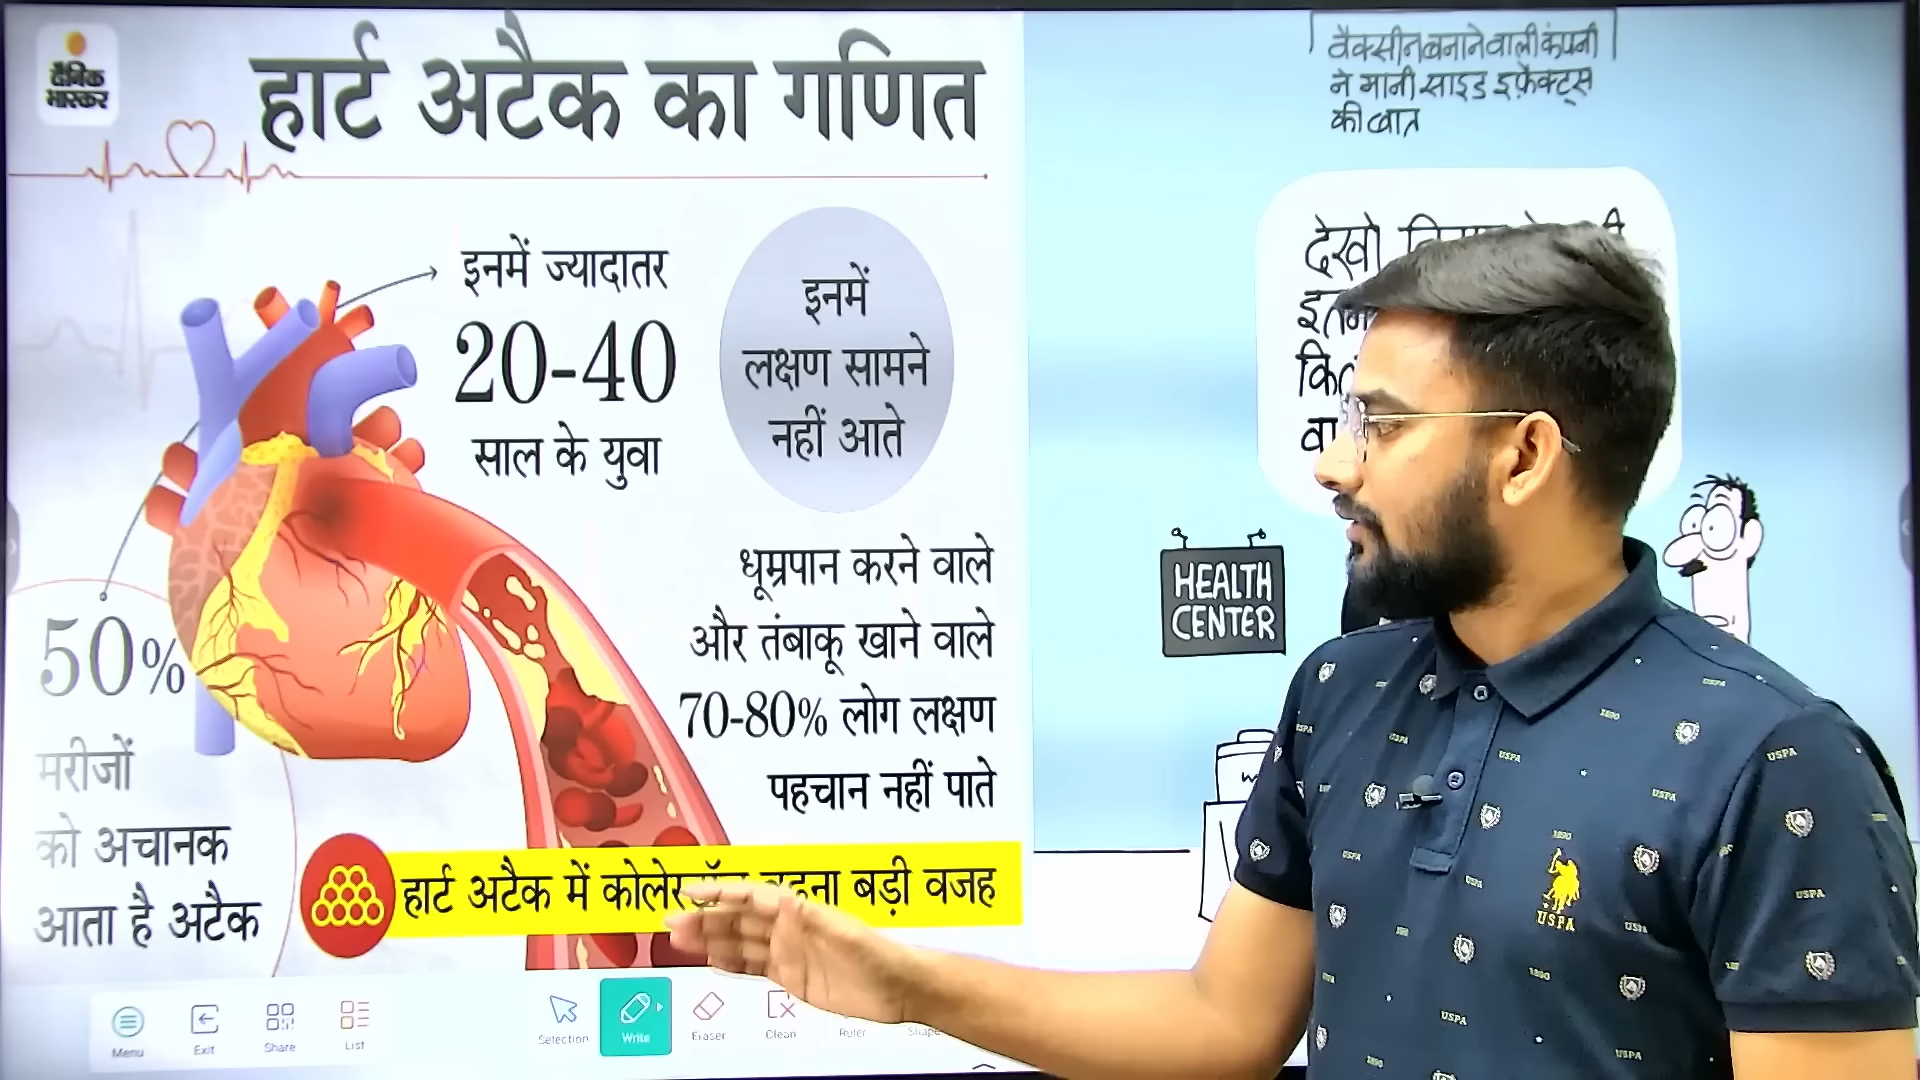 दैनिक
भास्कर
हार्ट अटैक का गणित
इनमें ज्यादातर
20-40
साल के युवा
इनमें
लक्षण सामने
नहीं आते
धूम्रपान करने वाले
और तंबाकू खाने वाले
70-80% लोग लक्षण
पहचान नहीं पाते
50%
मरीजों
को अचानक
आता है अटैक
हार्ट अटैक में बड़ी वजह
वैक्सीन बनाने वाली कंपनी
ने मानी साइड इफ़ेक्ट्स
की बात
देखो
HEALTH
CENTER
Menu
Exit
Share
List
Selection
Write
Eraser
Clean
Ruler
USPA